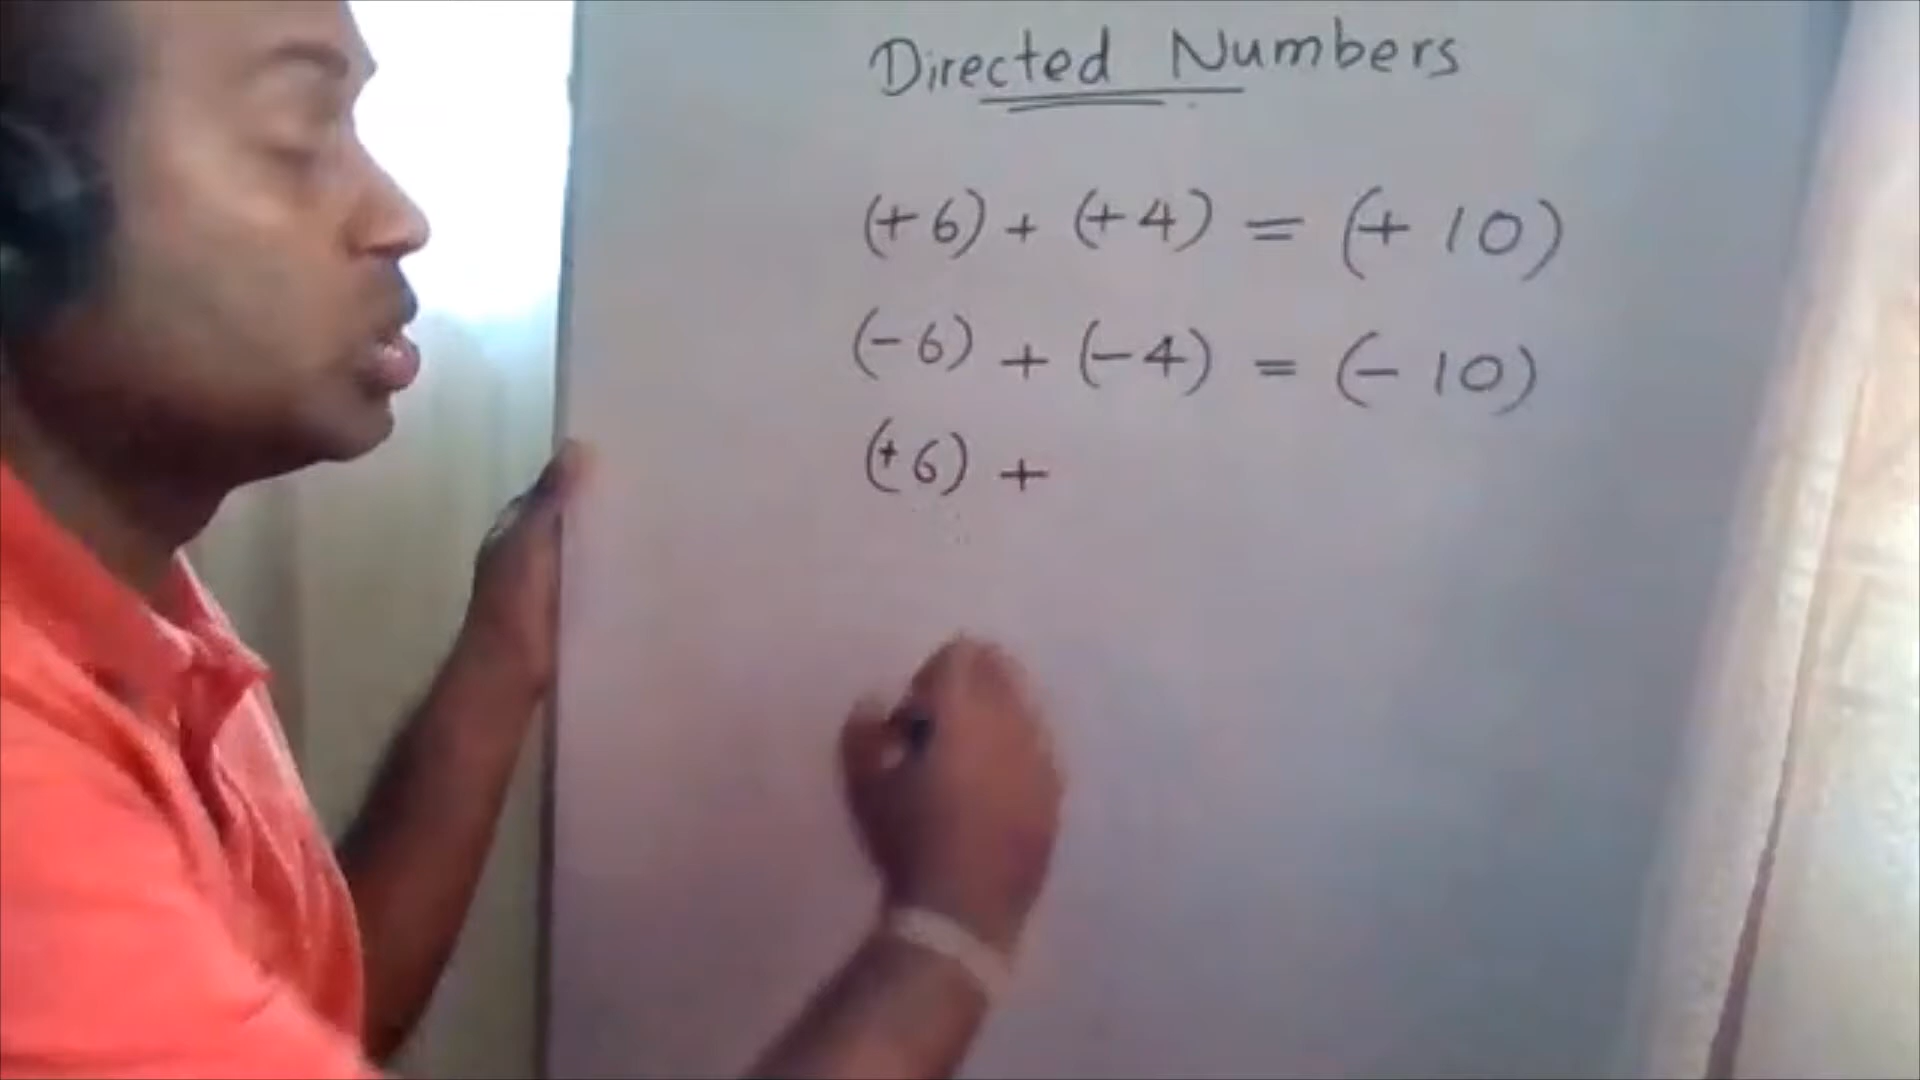 Directed Numbers
(+6) + (+4) = (+ 10)
(-6) + (-4) = (- 10)
(+6) +